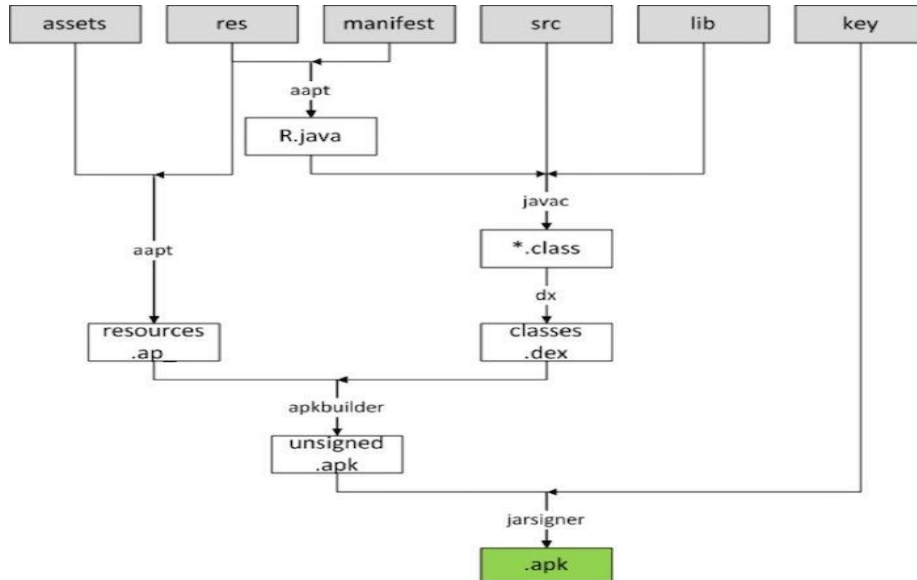 assets
res
manifest
src
lib
key
aapt
R.java
javac
*.class
aapt
dx
resources
.ap_
classes
.dex
apkbuilder
unsigned
.apk
jarsigner
.apk